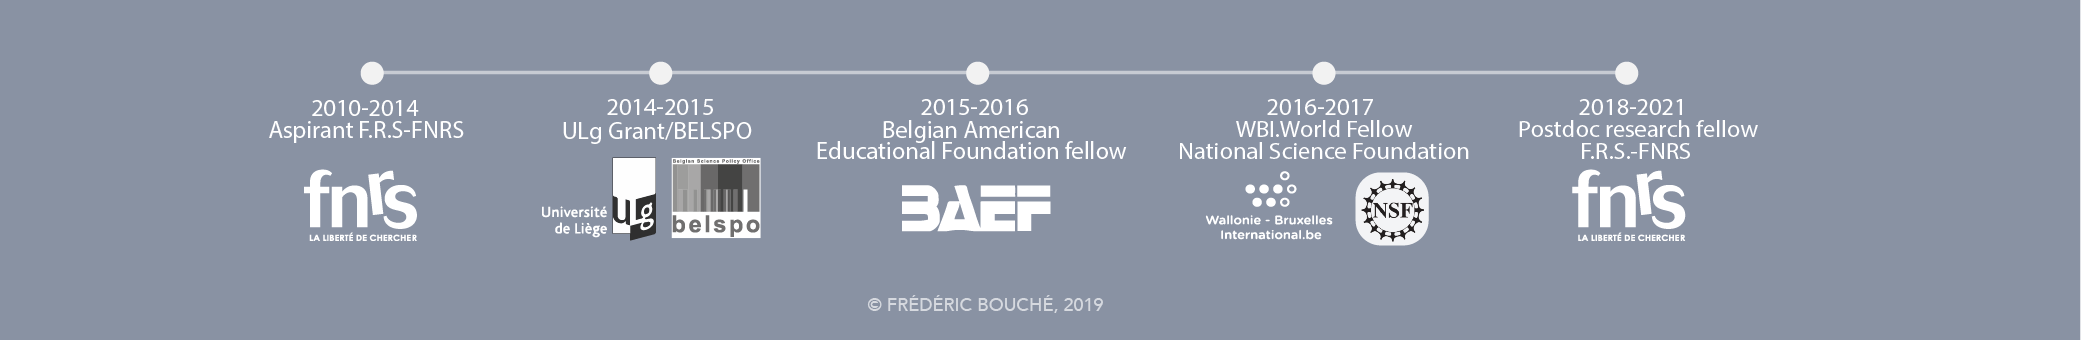 2010-2014
Aspirant F.R.S-FNRS
fnrs
LA LIBERTÉ DE CHERCHER
2014-2015
ULg Grant/BELSPO
Université
de Liège
ULg
Belgian Science Policy Office
belspo
2015-2016
Belgian American
Educational Foundation fellow
BAEF
2016-2017
WBI.World Fellow
National Science Foundation
Wallonie - Bruxelles
International.be
NSF
2018-2021
Postdoc research fellow
F.R.S.-FNRS
fnrs
LA LIBERTÉ DE CHERCHER
© FRÉDÉRIC BOUCHÉ, 2019